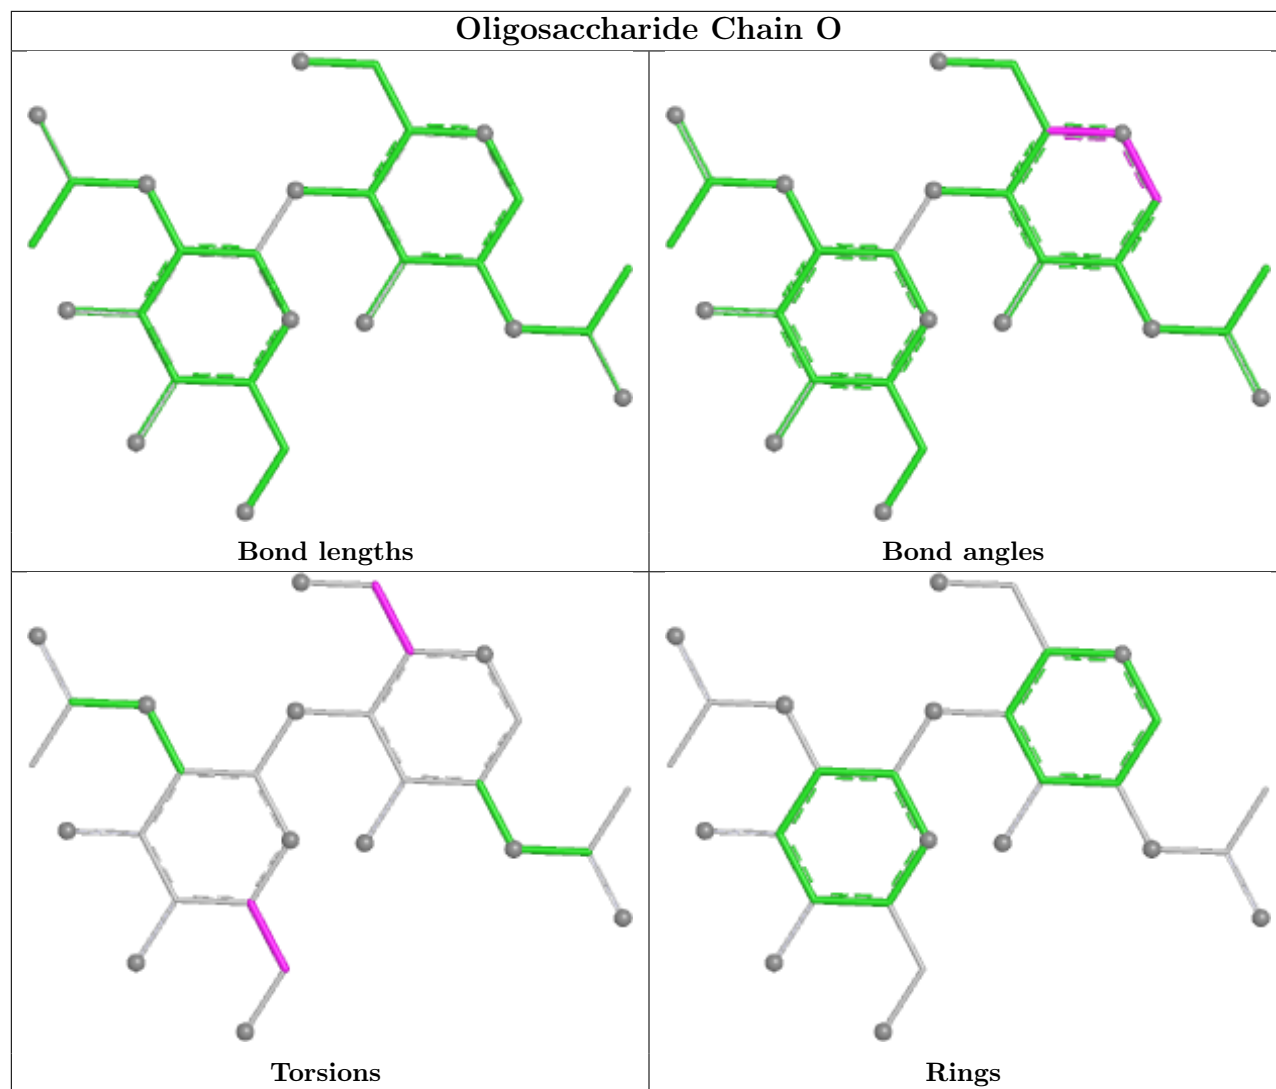 Oligosaccharide Chain O
Bond lengths
Bond angles
Torsions
Rings